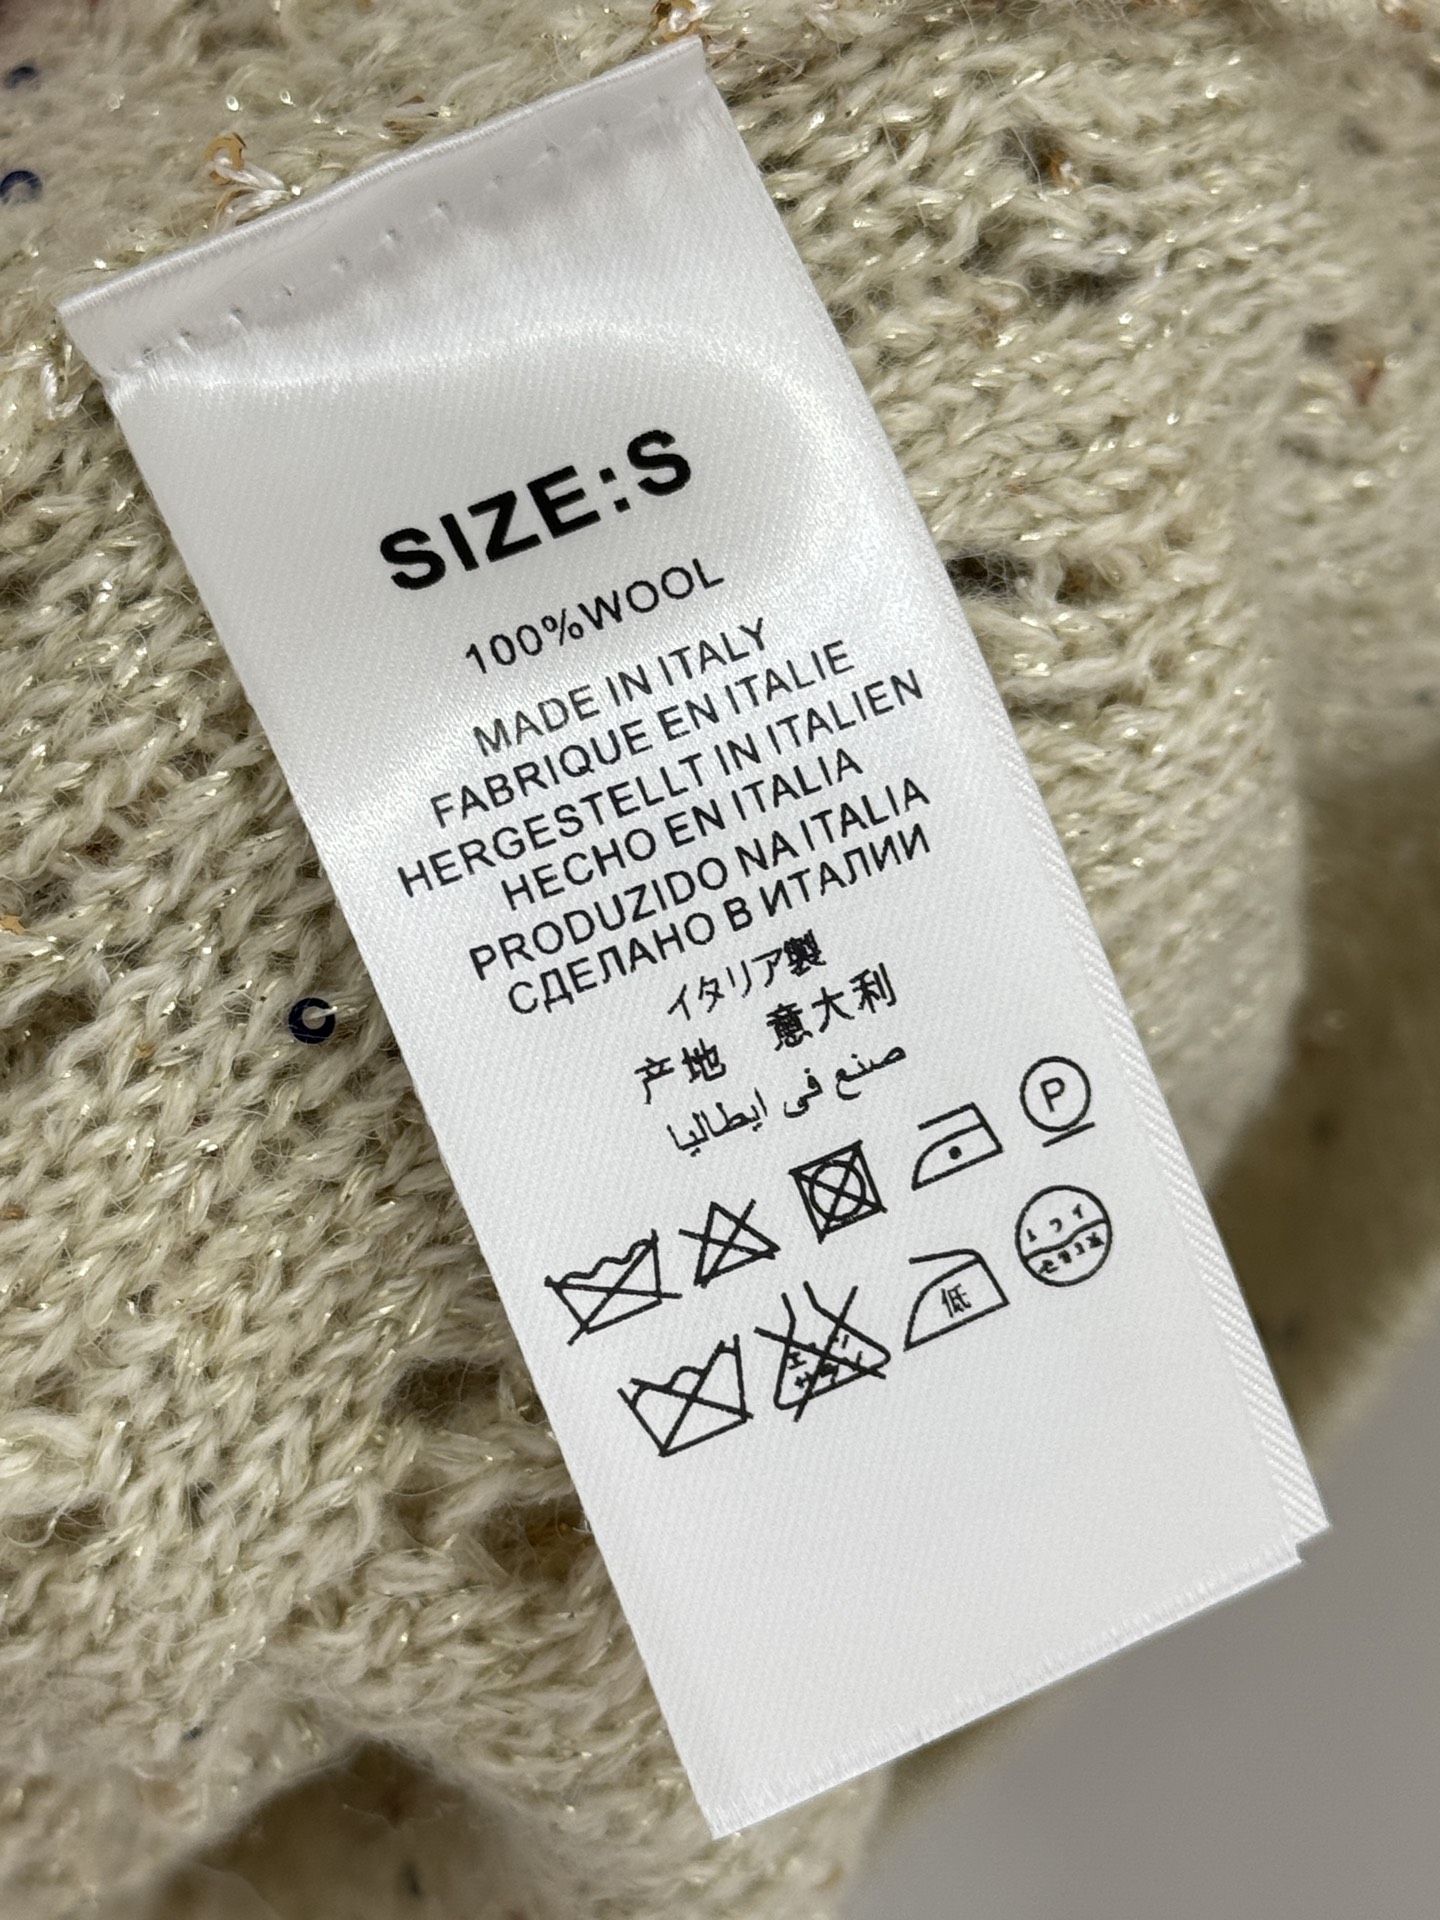 SIZE:S
100%WOOL
MADE IN ITALY
FABRIQUE EN ITALIE
HERGESTELLT IN ITALIEN
HECHO EN ITALIA
PRODUZIDO NA ITALIA
СДЕЛАНО В ИТАЛИИ
イタリア製
产地 意大利
صنع فى ايطاليا
P
低